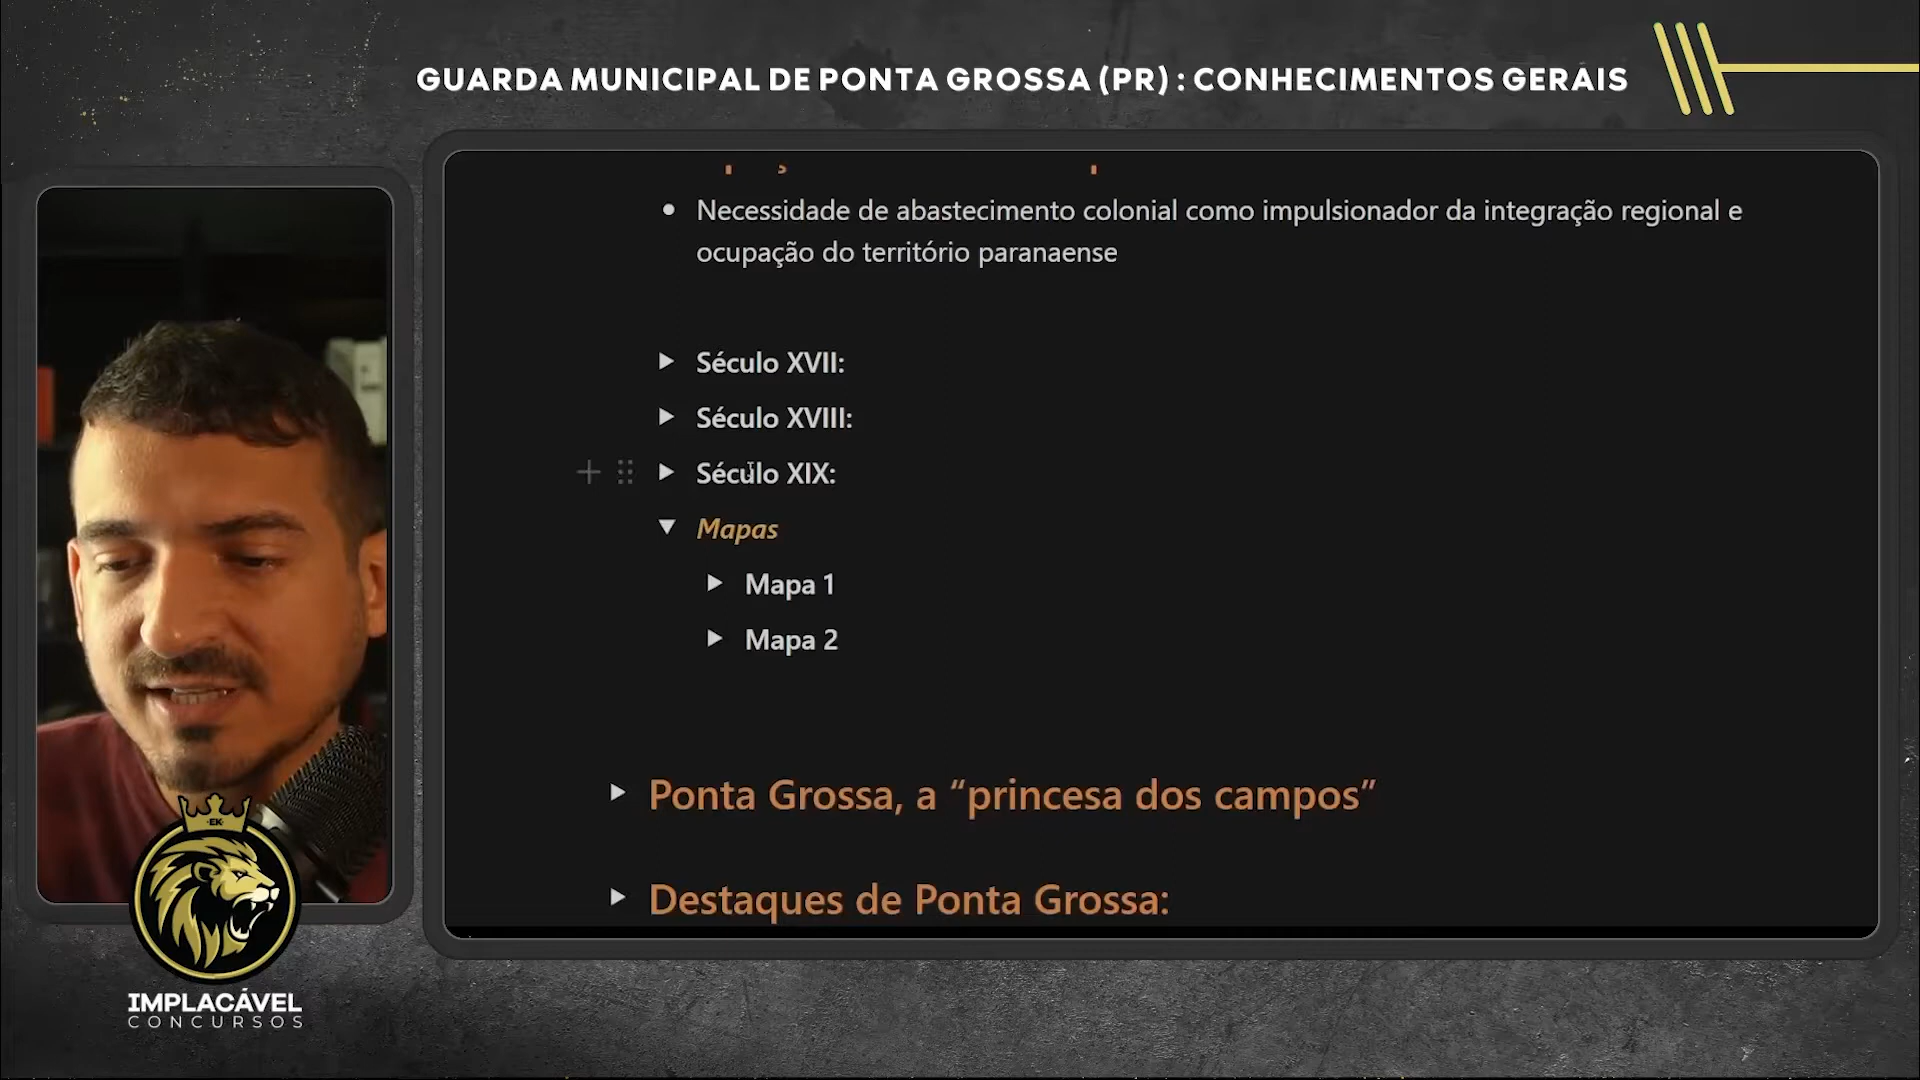 GUARDA MUNICIPAL DE PONTA GROSSA (PR) : CONHECIMENTOS GERAIS
Necessidade de abastecimento colonial como impulsionador da integração regional e
ocupação do território paranaense
Século XVII:
Século XVIII:
Século XIX:
Mapas
Mapa 1
Mapa 2
Ponta Grossa, a “princesa dos campos”
Destaques de Ponta Grossa:
EK
IMPLACÁVEL
CONCURSOS